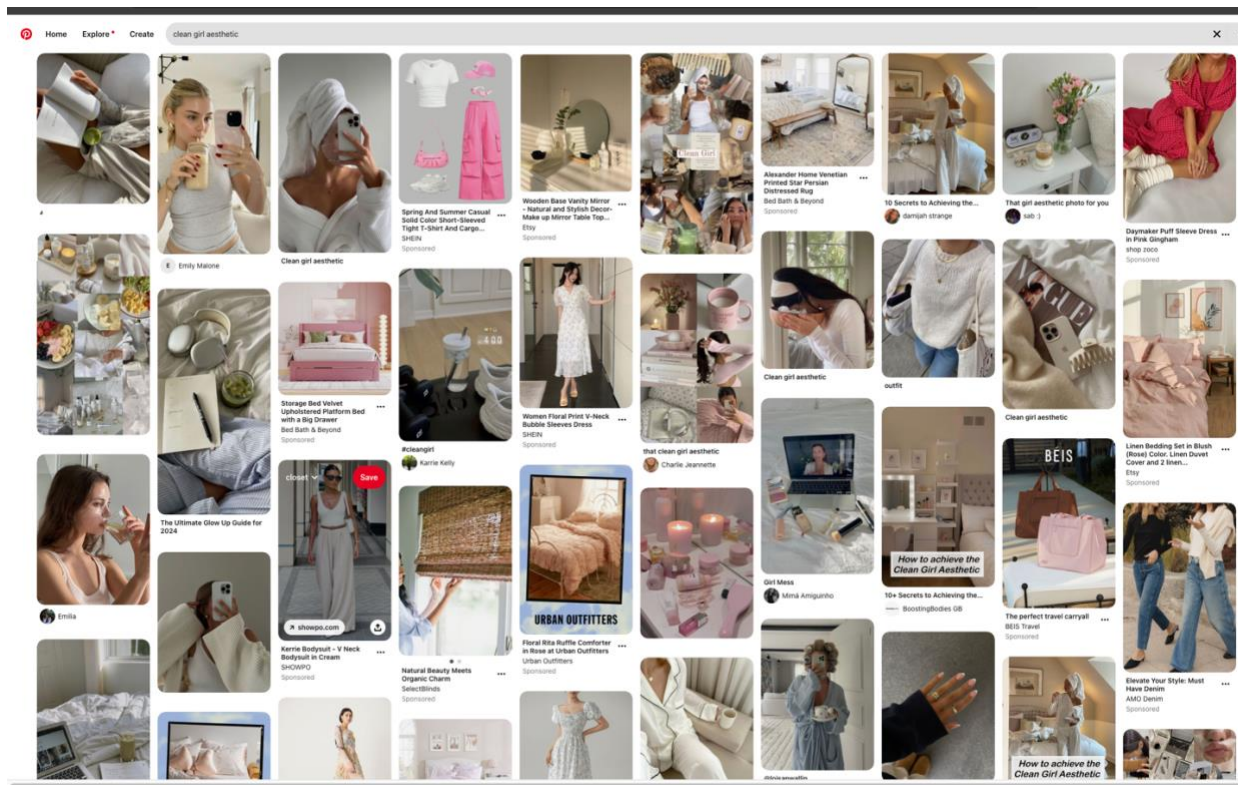 Home Explore Create clean girl aesthetic
Emily Malone
The Ultimate Glow Up Guide for
2024
Emilia
Clean girl aesthetic
Storage Bed Velvet
Upholstered Platform Bed
with a Big Drawer
Bed Bath & Beyond
Sponsored
closet
Save
showpo.com
Kerrie Bodysuit - V Neck
Bodysuit in Cream
SHOWPO
Sponsored
Spring And Summer Casual
Solid Color Short-Sleeved
Tight T-Shirt And Cargo...
SHEIN
Sponsored
#cleangirl
Karrie Kelly
Natural Beauty Meets
Organic Charm
SelectBlinds
Sponsored
Wooden Base Vanity Mirror
- Natural and Stylish Decor-
Make up Mirror Table Top...
Etsy
Sponsored
Women Floral Print V-Neck
Bubble Sleeves Dress
SHEIN
Sponsored
URBAN OUTFITTERS
Floral Rita Ruffle Comforter
in Rose at Urban Outfitters
Urban Outfitters
Sponsored
Clean Girl
that clean girl aesthetic
Charlie Jeannette
Alexander Home Venetian
Printed Star Persian
Distressed Rug
Bed Bath & Beyond
Sponsored
Clean girl aesthetic
Girl Mess
Mimá Amiguinho
10 Secrets to Achieving the...
damijah strange
outfit
How to achieve the
Clean Girl Aesthetic
10+ Secrets to Achieving the...
BoostingBodies GB
That girl aesthetic photo for you
sab :)
VOGUE
Clean girl aesthetic
BEIS
The perfect travel carryall
BEIS Travel
Sponsored
How to achieve the
Clean Girl Aesthetic
Daymaker Puff Sleeve Dress
in Pink Gingham
shop zoco
Sponsored
Linen Bedding Set in Blush
(Rose) Color. Linen Duvet
Cover and 2 linen...
Etsy
Sponsored
Elevate Your Style: Must
Have Denim
AMO Denim
Sponsored